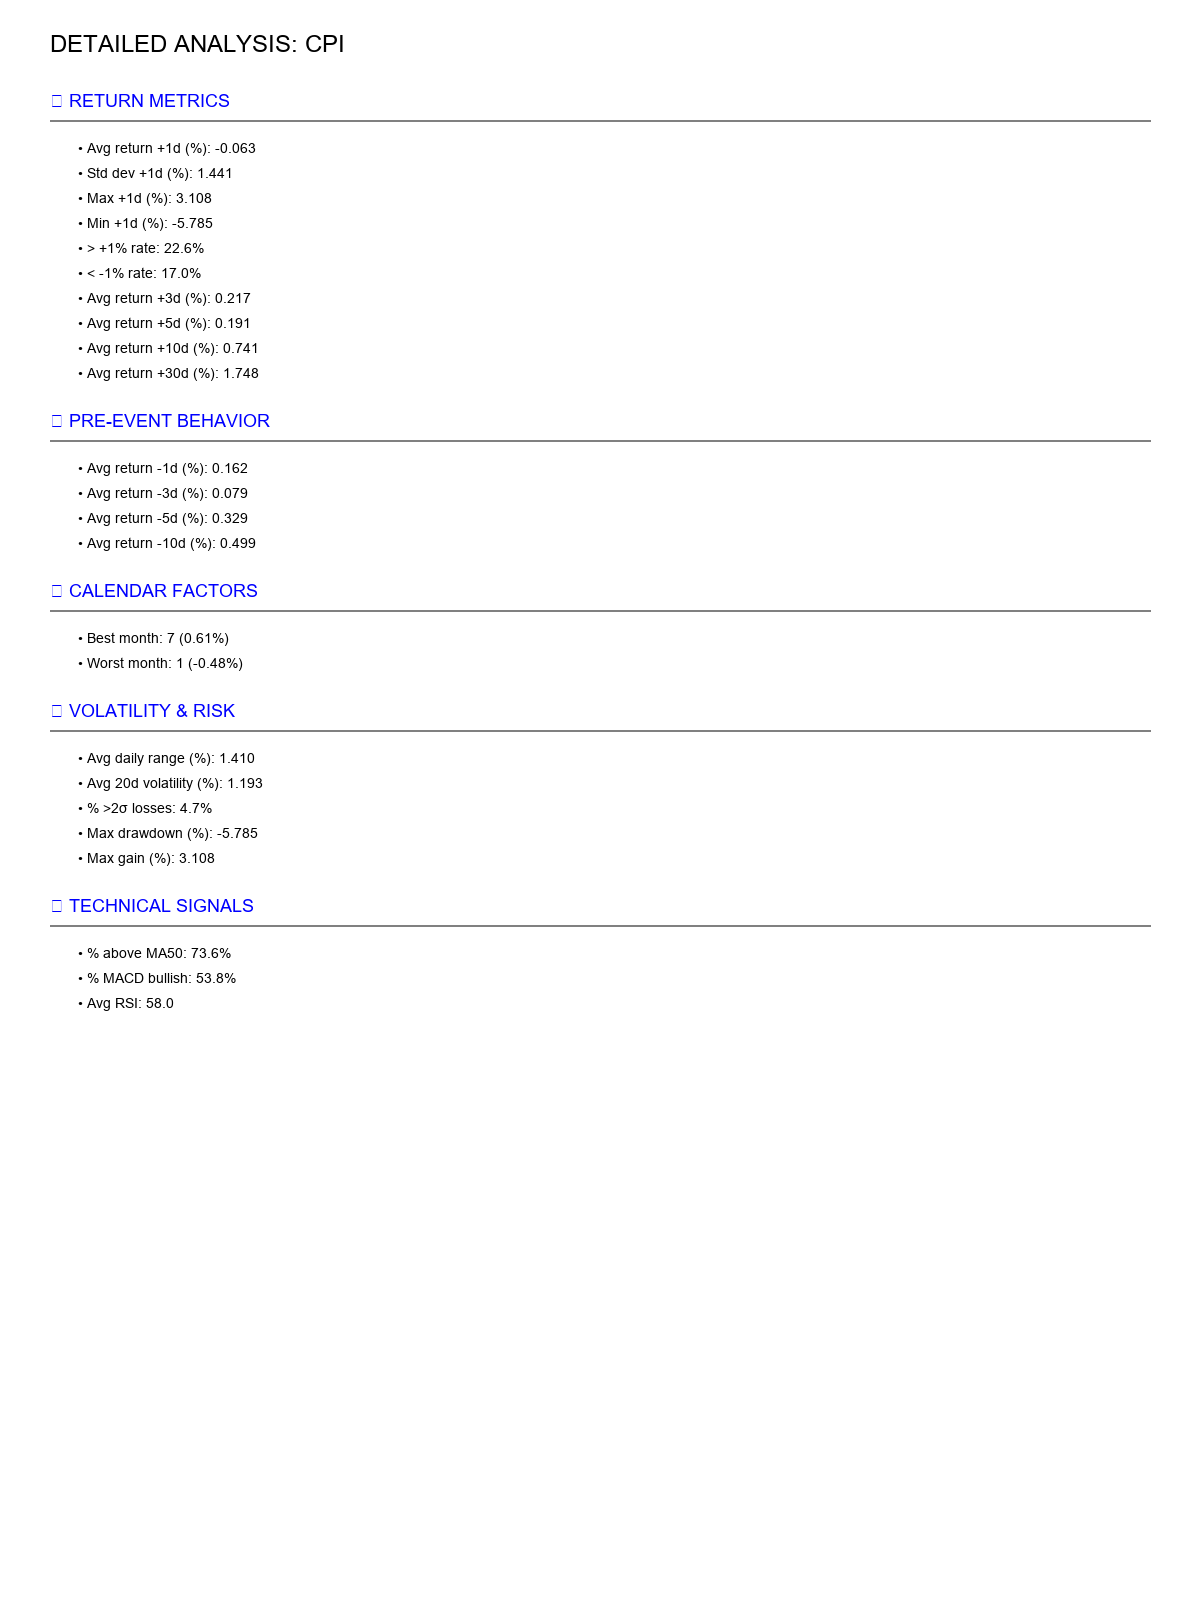 DETAILED ANALYSIS: CPI
RETURN METRICS
• Avg return +1d (%): -0.063
• Std dev +1d (%): 1.441
• Max +1d (%): 3.108
• Min +1d (%): -5.785
• > +1% rate: 22.6%
• < -1% rate: 17.0%
• Avg return +3d (%): 0.217
• Avg return +5d (%): 0.191
• Avg return +10d (%): 0.741
• Avg return +30d (%): 1.748
PRE-EVENT BEHAVIOR
• Avg return -1d (%): 0.162
• Avg return -3d (%): 0.079
• Avg return -5d (%): 0.329
• Avg return -10d (%): 0.499
CALENDAR FACTORS
• Best month: 7 (0.61%)
• Worst month: 1 (-0.48%)
VOLATILITY & RISK
• Avg daily range (%): 1.410
• Avg 20d volatility (%): 1.193
• % >2σ losses: 4.7%
• Max drawdown (%): -5.785
• Max gain (%): 3.108
TECHNICAL SIGNALS
• % above MA50: 73.6%
• % MACD bullish: 53.8%
• Avg RSI: 58.0